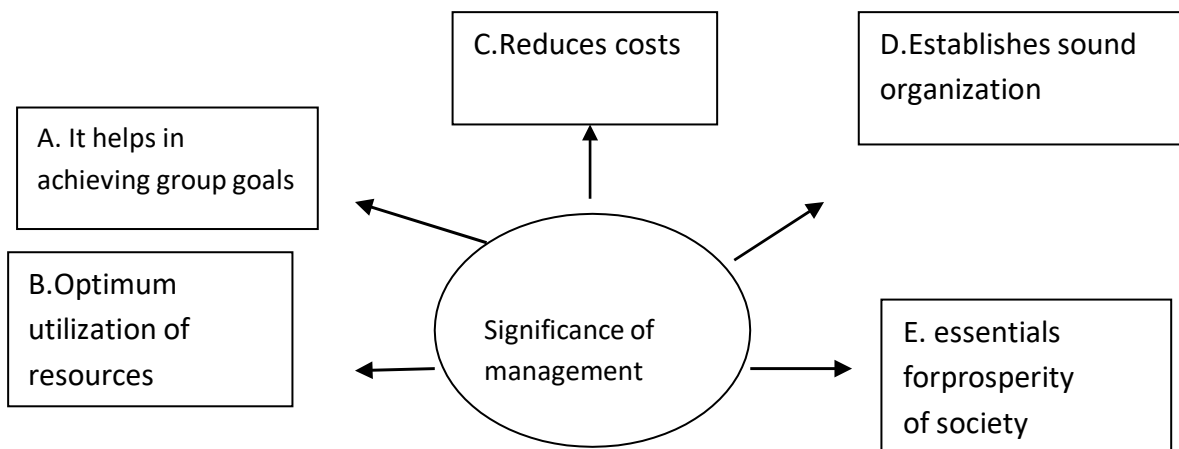 A. It helps in
achieving group goals
B.Optimum
utilization of
resources
C.Reduces costs
D.Establishes sound
organization
E. essentials
forprosperity
of society
Significance of
management